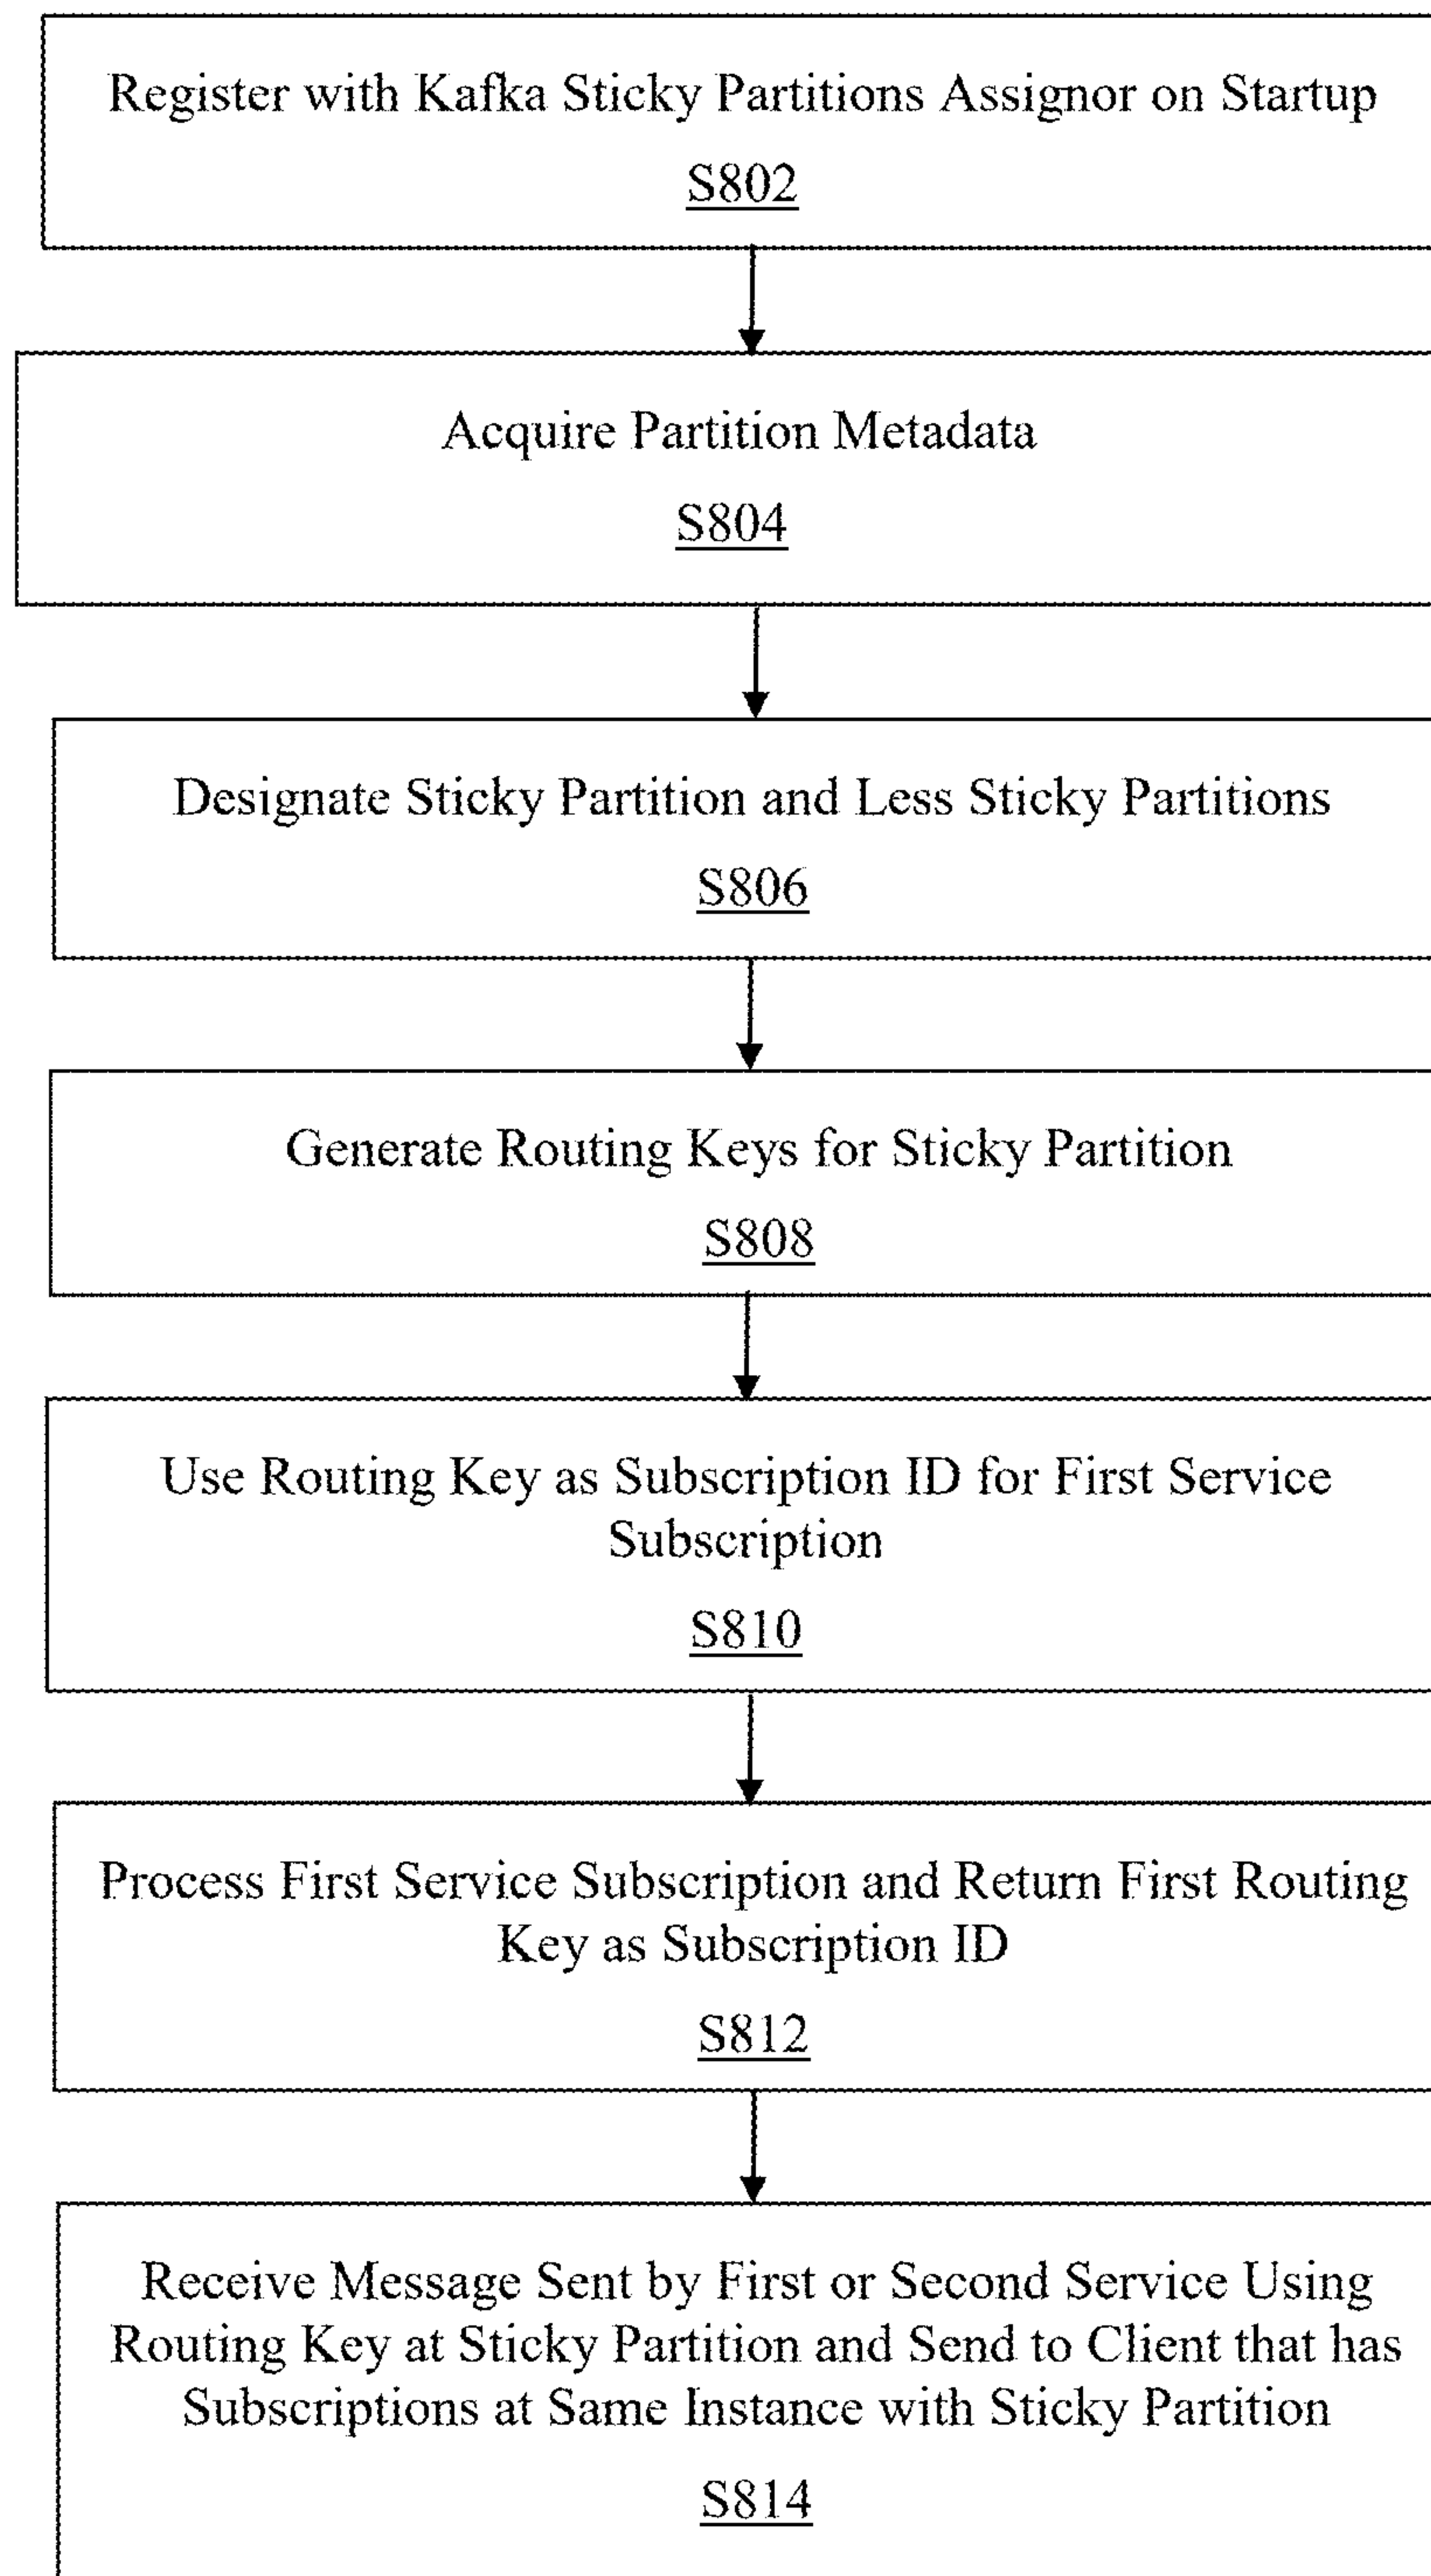 Register with Kafka Sticky Partitions Assignor on Startup
S802
Acquire Partition Metadata
S804
Designate Sticky Partition and Less Sticky Partitions
S806
Generate Routing Keys for Sticky Partition
S808
Use Routing Key as Subscription ID for First Service
Subscription
S810
Process First Service Subscription and Return First Routing
Key as Subscription ID
S812
Receive Message Sent by First or Second Service Using
Routing Key at Sticky Partition and Send to Client that has
Subscriptions at Same Instance with Sticky Partition
S814